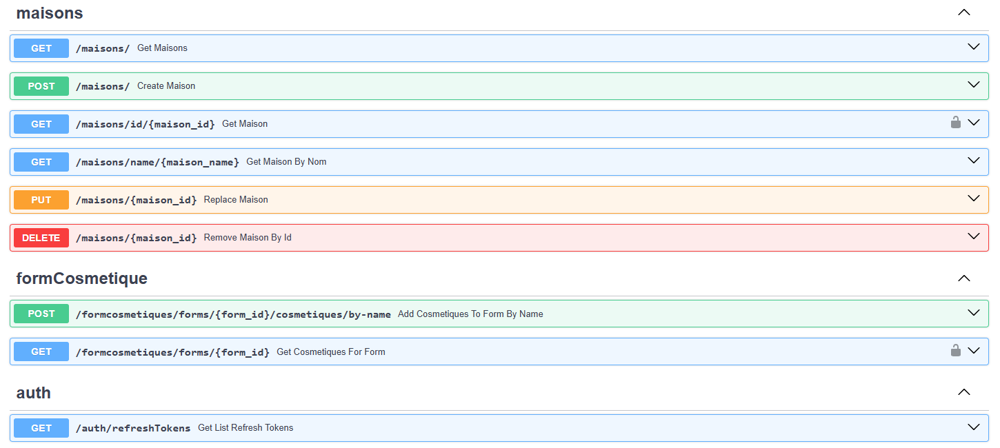 maisons
GET /maisons/ Get Maisons
POST /maisons/ Create Maison
GET /maisons/id/{maison_id} Get Maison
GET /maisons/name/{maison_name} Get Maison By Nom
PUT /maisons/{maison_id} Replace Maison
DELETE /maisons/{maison_id} Remove Maison By Id
formCosmetique
POST /formcosmetiques/forms/{form_id}/cosmetiques/by-name Add Cosmetiques To Form By Name
GET /formcosmetiques/forms/{form_id} Get Cosmetiques For Form
auth
GET /auth/refreshTokens Get List Refresh Tokens